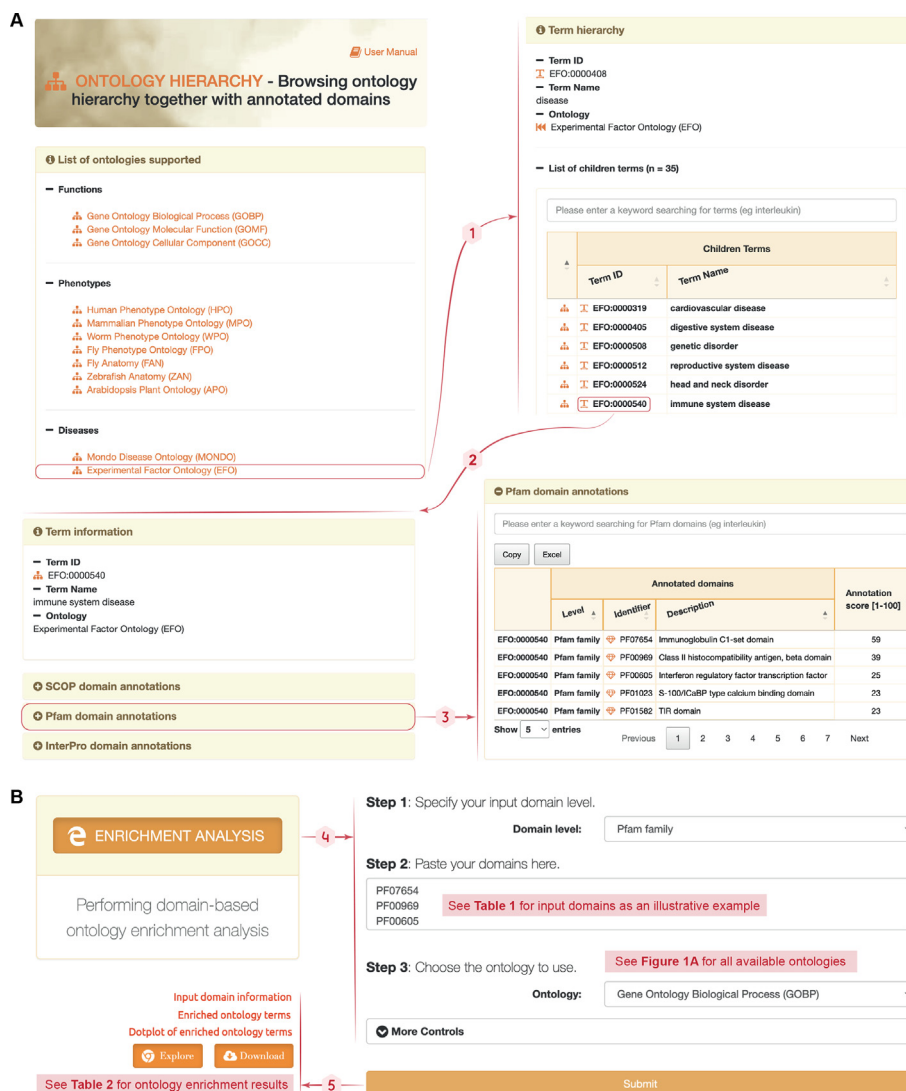 A
User Manual
ONTOLOGY HIERARCHY - Browsing ontology
hierarchy together with annotated domains
List of ontologies supported
Functions
Gene Ontology Biological Process (GOBP)
Gene Ontology Molecular Function (GOMF)
Gene Ontology Cellular Component (GOCC)
Phenotypes
Human Phenotype Ontology (HPO)
Mammalian Phenotype Ontology (MPO)
Worm Phenotype Ontology (WPO)
Fly Phenotype Ontology (FPO)
Fly Anatomy (FAN)
Zebrafish Anatomy (ZAN)
Arabidopsis Plant Ontology (APO)
Diseases
Mondo Disease Ontology (MONDO)
Experimental Factor Ontology (EFO)
1
Term hierarchy
Term ID
EFO:0000408
Term Name
disease
Ontology
Experimental Factor Ontology (EFO)
List of children terms (n = 35)
Please enter a keyword searching for terms (eg interleukin)
Children Terms
Term ID Term Name
EFO:0000319 cardiovascular disease
EFO:0000405 digestive system disease
EFO:0000508 genetic disorder
EFO:0000512 reproductive system disease
EFO:0000524 head and neck disorder
EFO:0000540 immune system disease
2
Term information
Term ID
EFO:0000540
Term Name
immune system disease
Ontology
Experimental Factor Ontology (EFO)
SCOP domain annotations
Pfam domain annotations
InterPro domain annotations
3
Pfam domain annotations
Please enter a keyword searching for Pfam domains (eg interleukin)
Copy Excel
Annotated domains
Annotation
score [1-100]
Level Identifier Description
EFO:0000540 Pfam family PF07654 Immunoglobulin C1-set domain 59
EFO:0000540 Pfam family PF00969 Class II histocompatibility antigen, beta domain 39
EFO:0000540 Pfam family PF00605 Interferon regulatory factor transcription factor 25
EFO:0000540 Pfam family PF01023 S-100/ICaBP type calcium binding domain 23
EFO:0000540 Pfam family PF01582 TIR domain 23
Show 5 entries
Previous 1 2 3 4 5 6 7 Next
B
ENRICHMENT ANALYSIS
Performing domain-based
ontology enrichment analysis
4
Step 1: Specify your input domain level.
Domain level: Pfam family
Step 2: Paste your domains here.
PF07654
PF00969
PF00605
See Table 1 for input domains as an illustrative example
Step 3: Choose the ontology to use.
See Figure 1A for all available ontologies
Ontology: Gene Ontology Biological Process (GOBP)
More Controls
Submit
5
Input domain information
Enriched ontology terms
Dotplot of enriched ontology terms
Explore Download
See Table 2 for ontology enrichment results